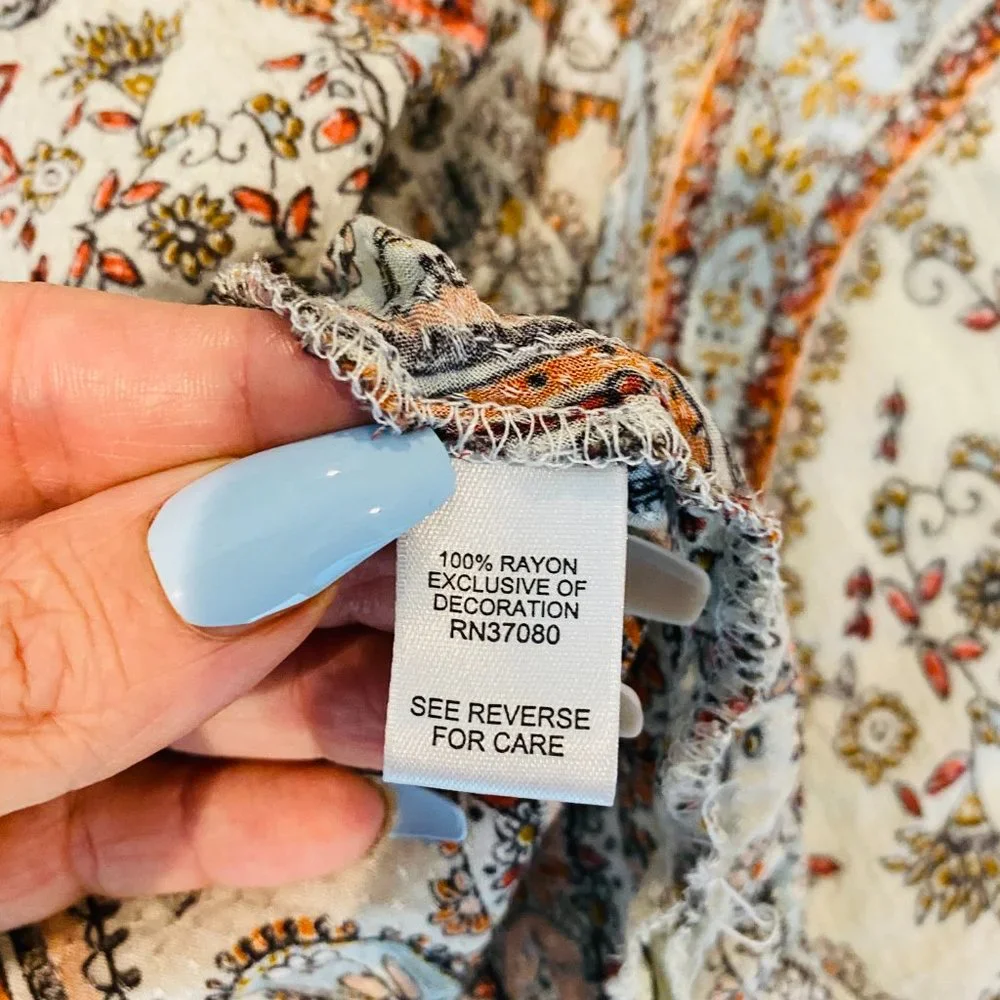 100% RAYON
EXCLUSIVE OF
DECORATION
RN37080
SEE REVERSE
FOR CARE